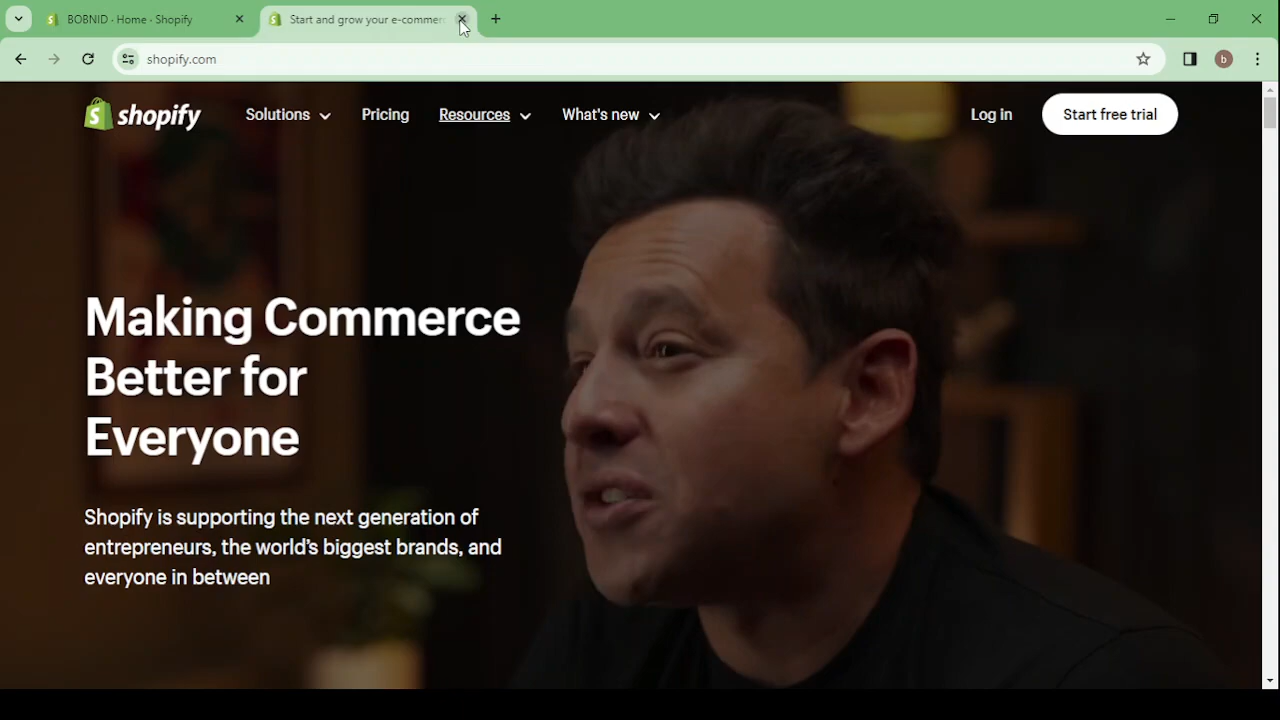 BOBNID · Home · Shopify
Start and grow your e-commer
shopify.com
b
shopify
Solutions
Pricing
Resources
What's new
Log in
Start free trial
Making Commerce
Better for
Everyone
Shopify is supporting the next generation of
entrepreneurs, the world's biggest brands, and
everyone in between